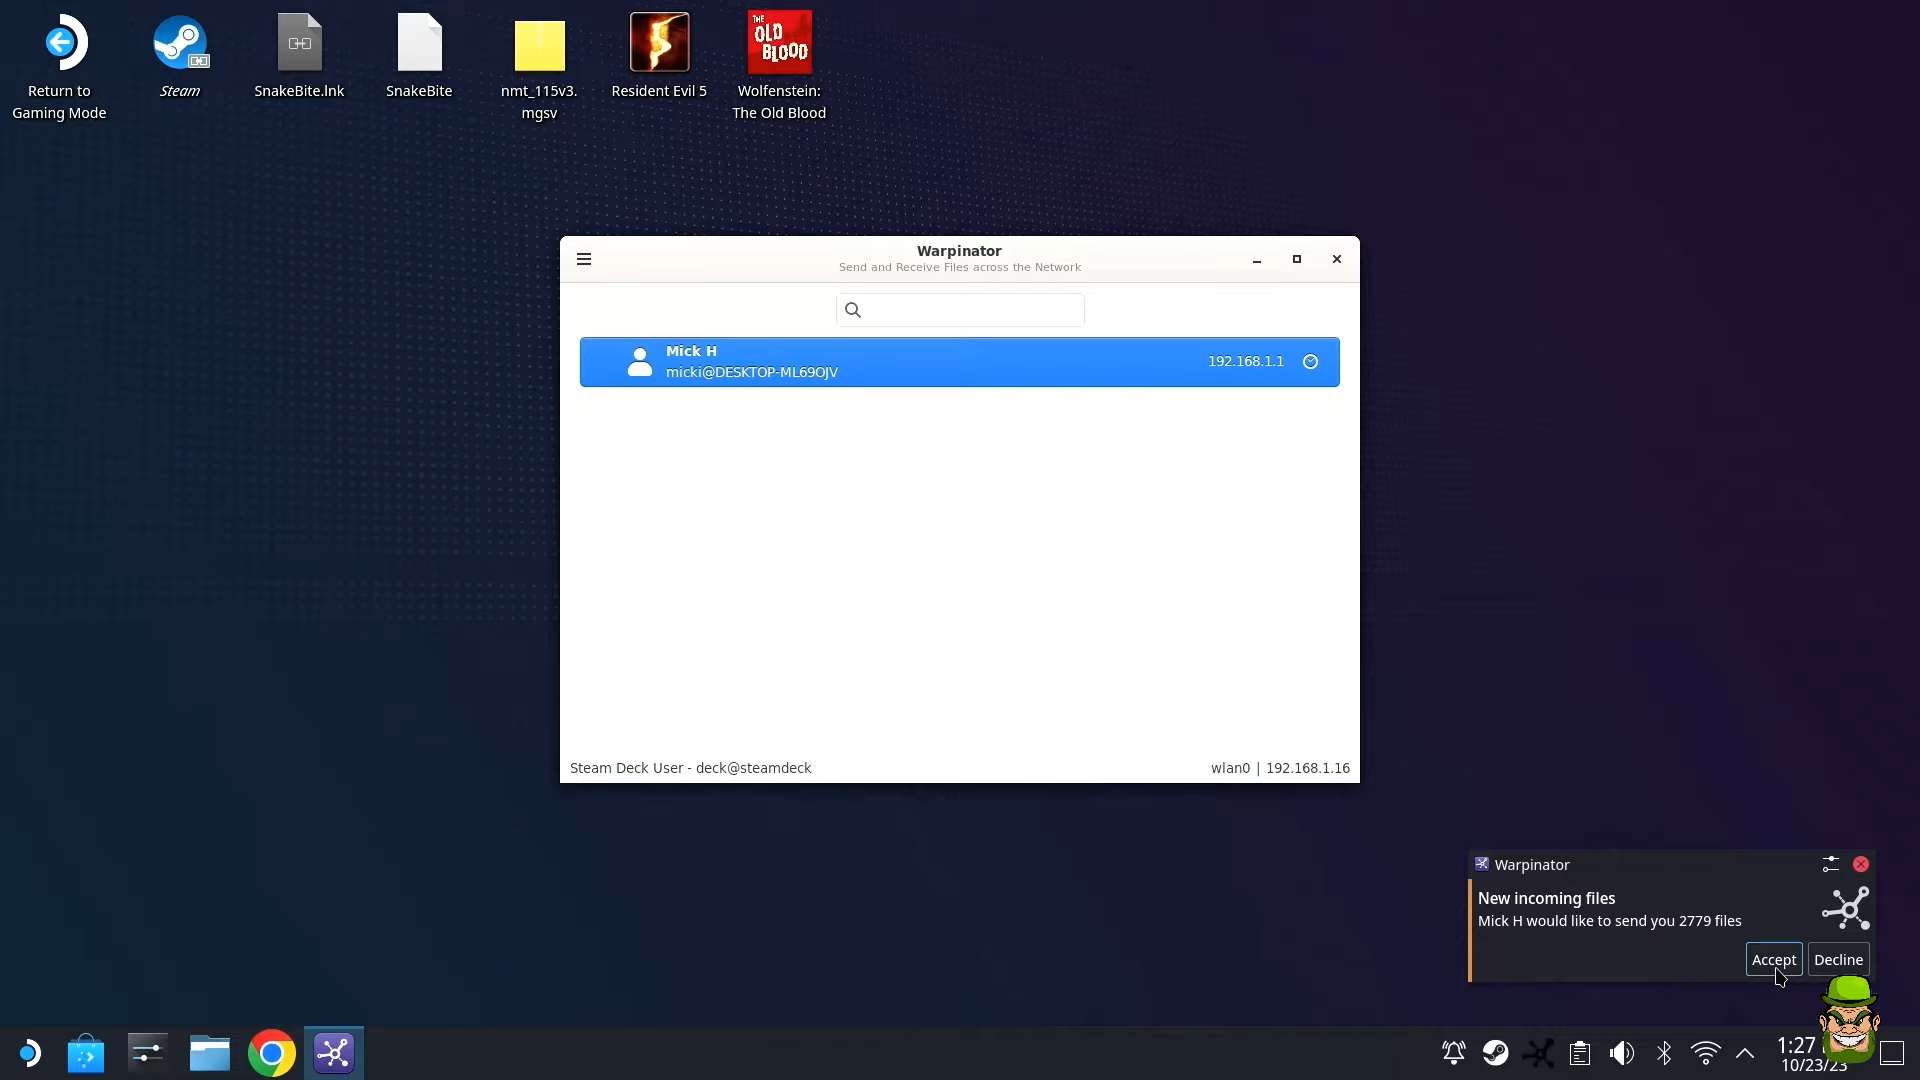 THE
OLD
BLOOD
Return to
Gaming Mode
Steam
SnakeBite.lnk
SnakeBite
nmt_115v3.
mgsv
Resident Evil 5
Wolfenstein:
The Old Blood
Warpinator
Send and Receive Files across the Network
Mick H
micki@DESKTOP-ML69OJV
192.168.1.1
Steam Deck User - deck@steamdeck
wlan0 | 192.168.1.16
Warpinator
New incoming files
Mick H would like to send you 2779 files
Accept
Decline
1:27
10/23/23